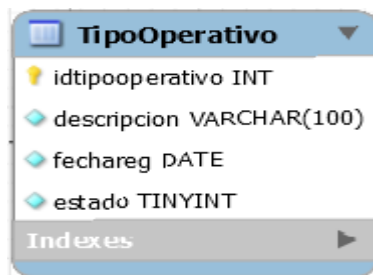 TipoOperativo
idtipooperativo INT
descripcion VARCHAR(100)
fechareg DATE
estado TINYINT
Indexes